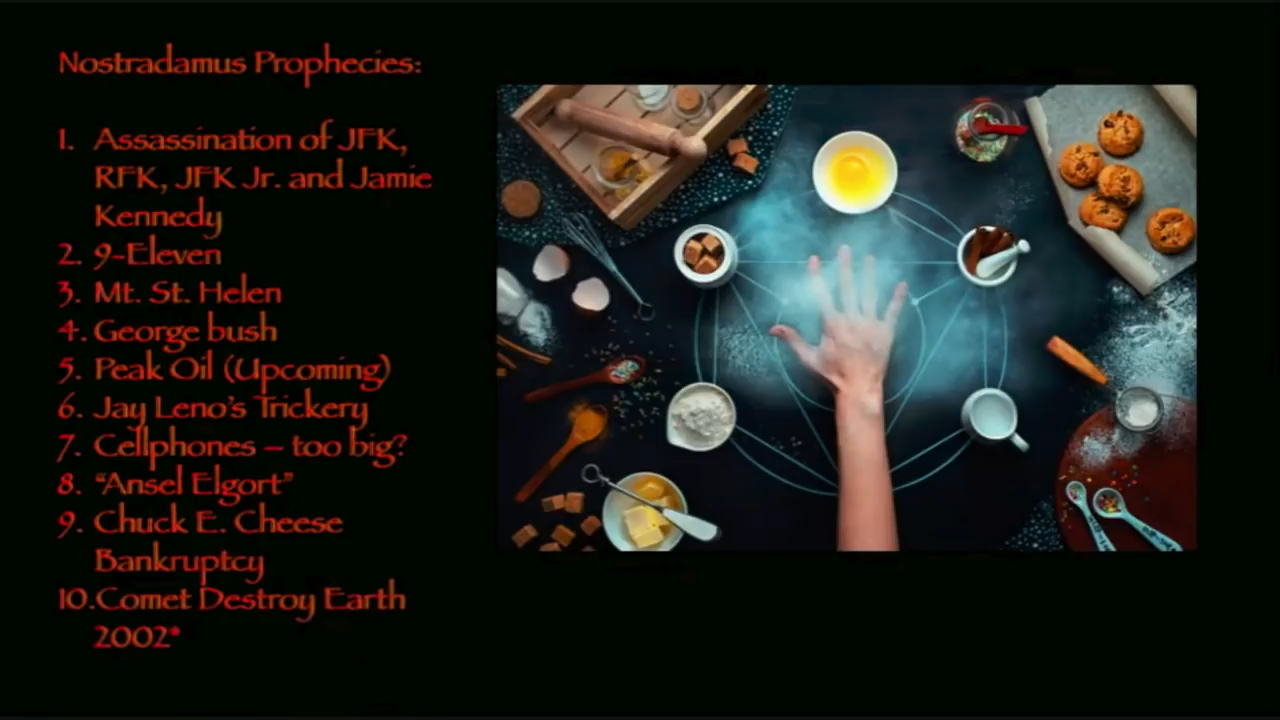 Nostradamus Prophecies:
1. Assassination of JFK,
RFK, JFK Jr. and Jamie
Kennedy
2. 9-Eleven
3. Mt. St. Helen
4. George bush
5. Peak Oil (Upcoming)
6. Jay Leno's Trickery
7. Cellphones – too big?
8. "Ansel Elgort"
9. Chuck E. Cheese
Bankruptcy
10. Comet Destroy Earth
2002*